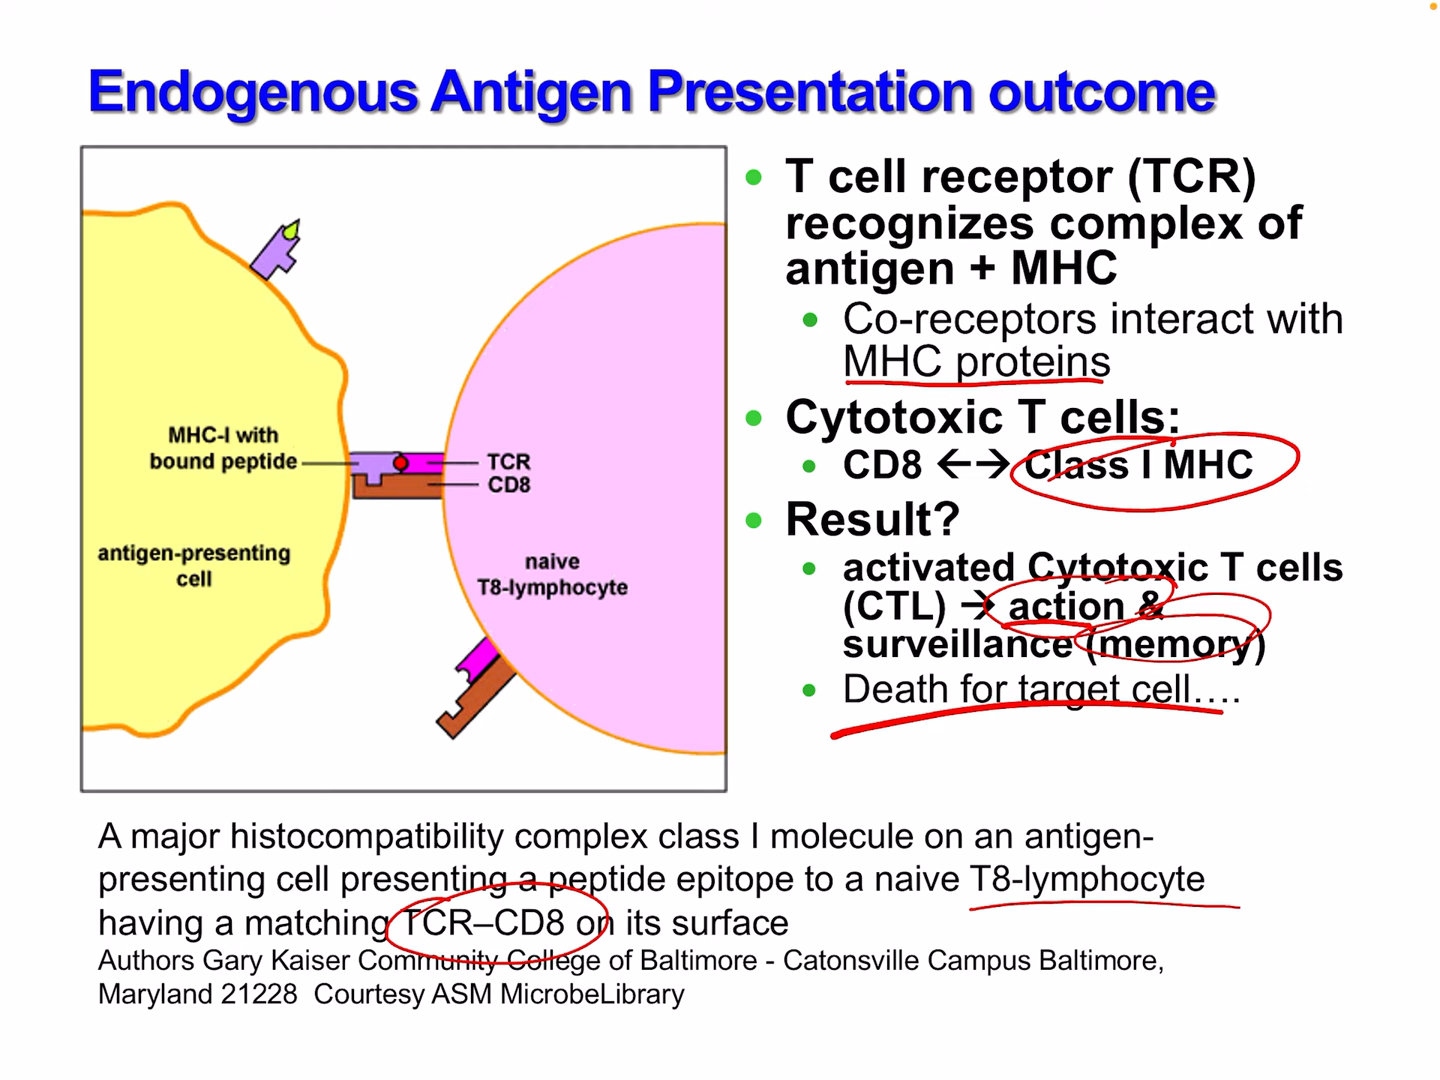 Endogenous Antigen Presentation outcome
MHC-I with
bound peptide
TCR
CD8
antigen-presenting
cell
naive
T8-lymphocyte
• T cell receptor (TCR)
recognizes complex of
antigen + MHC
• Co-receptors interact with
MHC proteins
• Cytotoxic T cells:
• CD8 ←→ Class I MHC
• Result?
• activated Cytotoxic T cells
(CTL) → action &
surveillance (memory)
• Death for target cell….
A major histocompatibility complex class I molecule on an antigen-
presenting cell presenting a peptide epitope to a naive T8-lymphocyte
having a matching TCR–CD8 on its surface
Authors Gary Kaiser Community College of Baltimore - Catonsville Campus Baltimore,
Maryland 21228  Courtesy ASM MicrobeLibrary